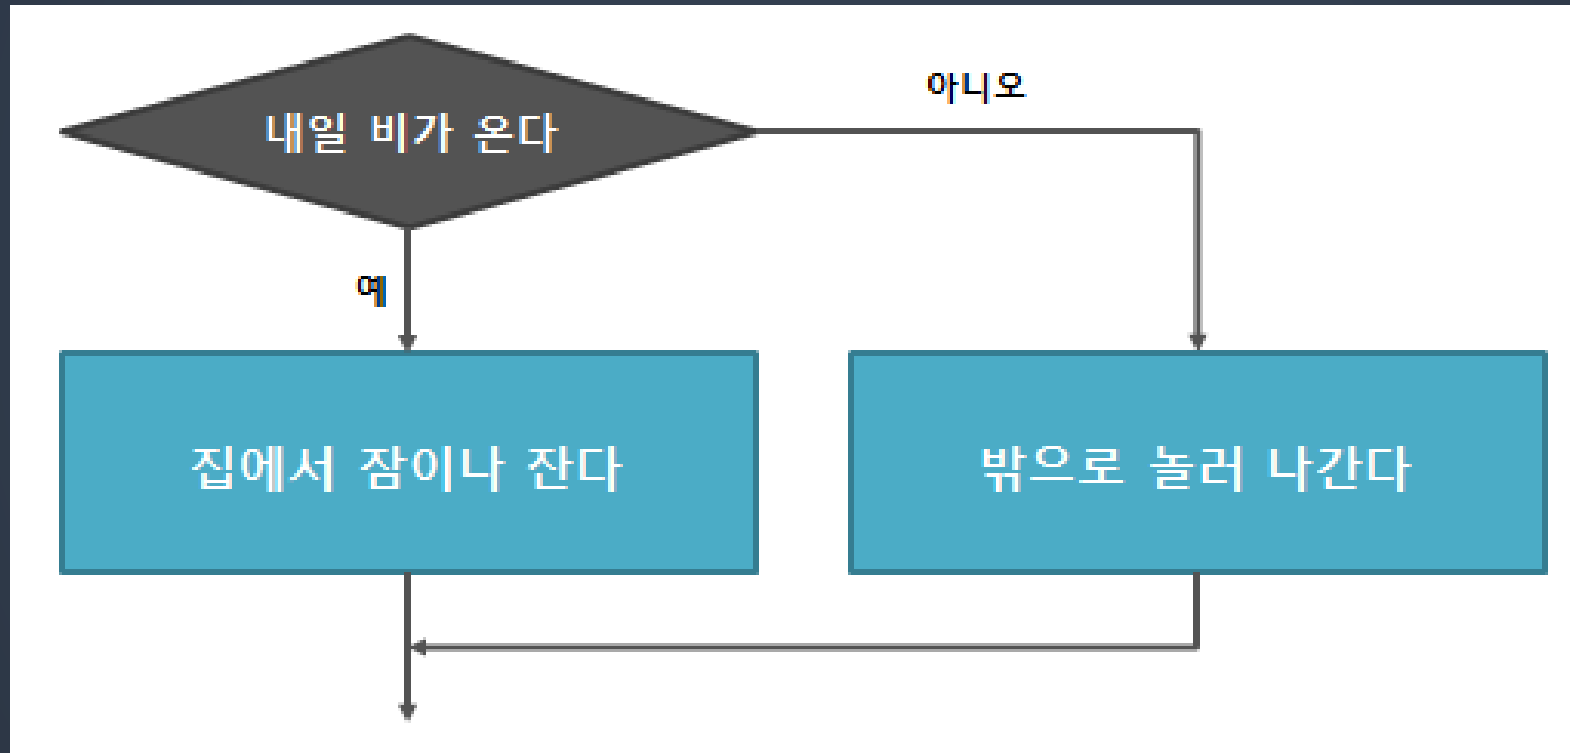 내일 비가 온다
아니오
예
집에서 잠이나 잔다
밖으로 놀러 나간다